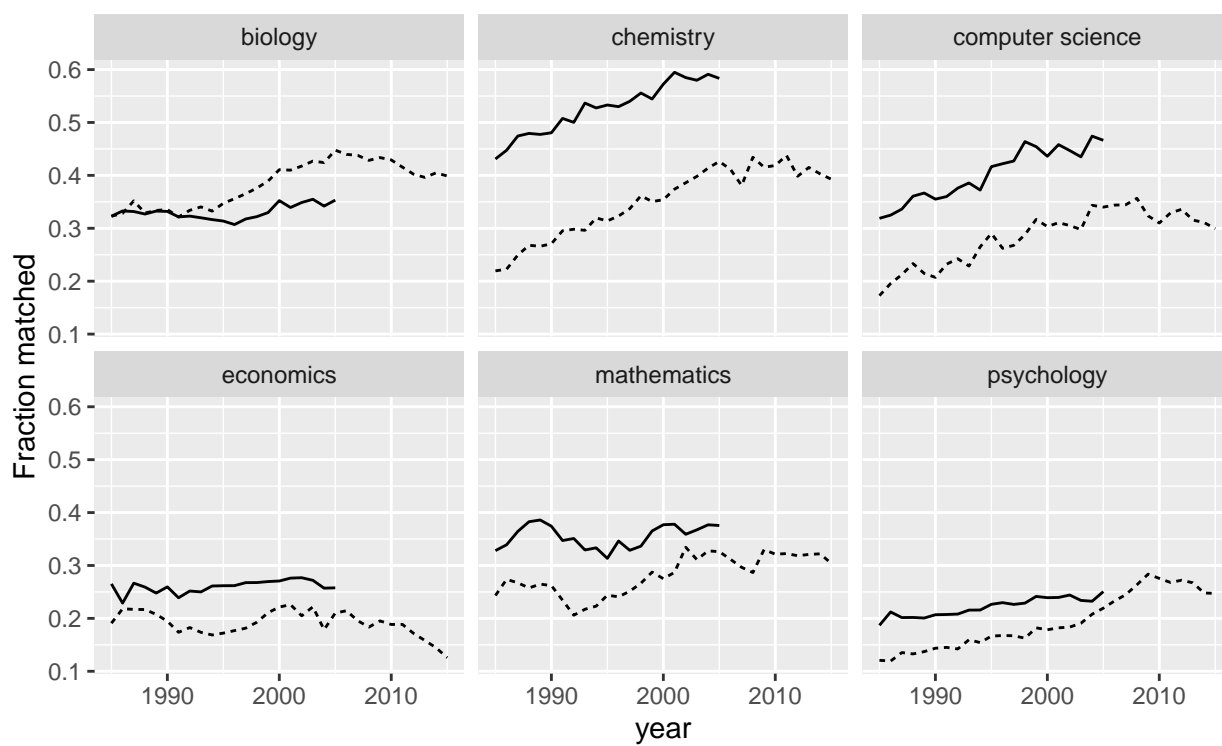 biology
chemistry
computer science
0.6
0.5
0.4
0.3
0.2
0.1
economics
mathematics
psychology
0.6
0.5
0.4
0.3
0.2
0.1
Fraction matched
1990 2000 2010
1990 2000 2010
1990 2000 2010
year